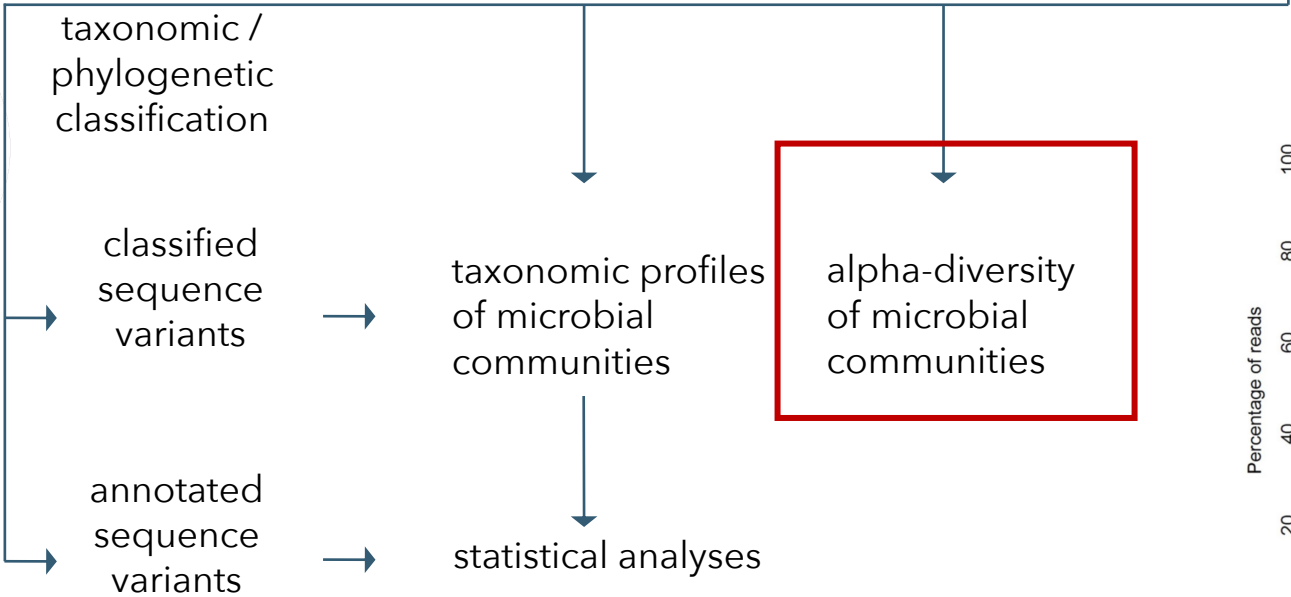 taxonomic /
phylogenetic
classification
classified
sequence
variants
taxonomic profiles
of microbial
communities
alpha-diversity
of microbial
communities
annotated
sequence
variants
statistical analyses
Percentage of reads
100
80
60
40
20